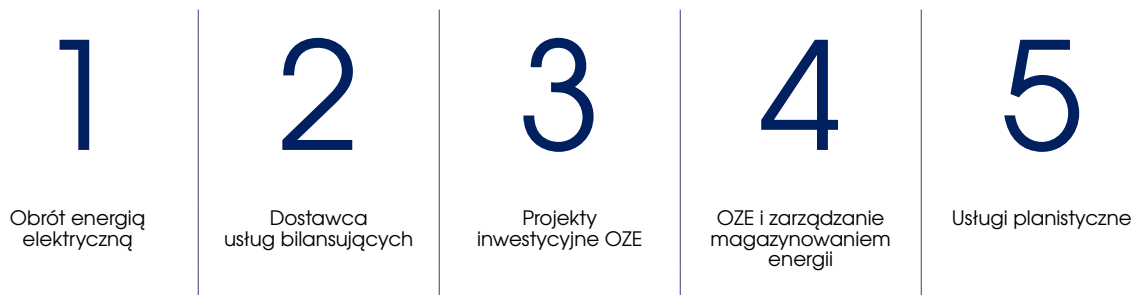 1
Obrót energią
elektryczną
2
Dostawca
usług bilansujących
3
Projekty
inwestycyjne OZE
4
OZE i zarządzanie
magazynowaniem
energii
5
Usługi planistyczne